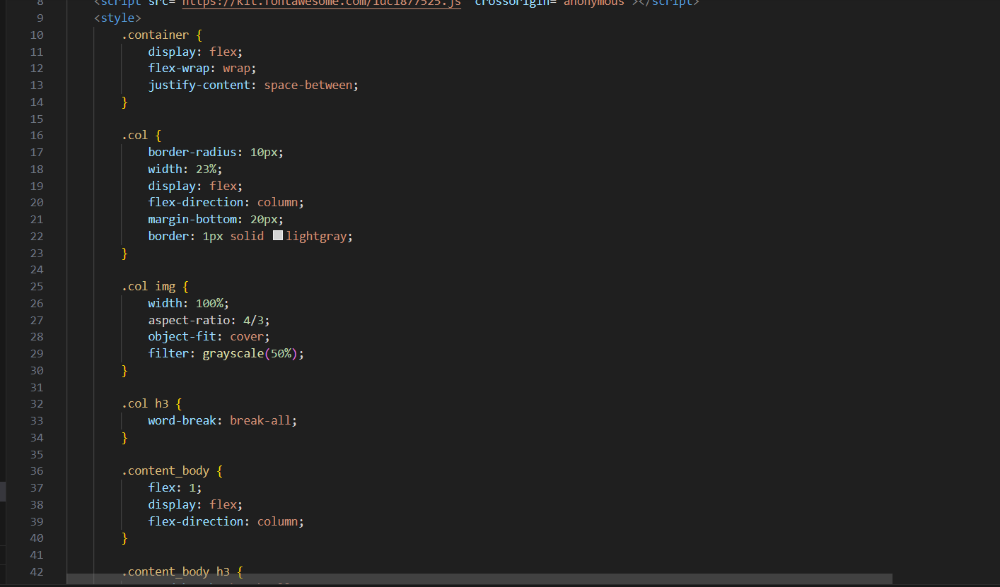 8 <script src="https://kit.fontawesome.com/1dc1877525.js" crossorigin="anonymous"></script>
9 <style>
10 .container {
11 display: flex;
12 flex-wrap: wrap;
13 justify-content: space-between;
14 }
15
16 .col {
17 border-radius: 10px;
18 width: 23%;
19 display: flex;
20 flex-direction: column;
21 margin-bottom: 20px;
22 border: 1px solid lightgray;
23 }
24
25 .col img {
26 width: 100%;
27 aspect-ratio: 4/3;
28 object-fit: cover;
29 filter: grayscale(50%);
30 }
31
32 .col h3 {
33 word-break: break-all;
34 }
35
36 .content_body {
37 flex: 1;
38 display: flex;
39 flex-direction: column;
40 }
41
42 .content_body h3 {